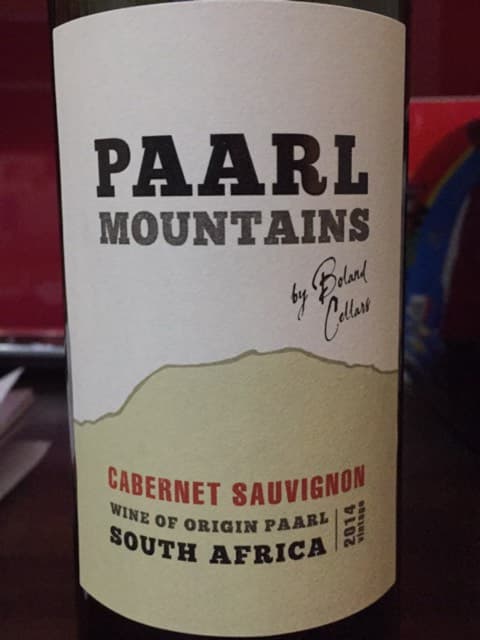 PAARL
MOUNTAINS
by Boland
Cellars
CABERNET SAUVIGNON
WINE OF ORIGIN PAARL
SOUTH AFRICA
2014
vintage